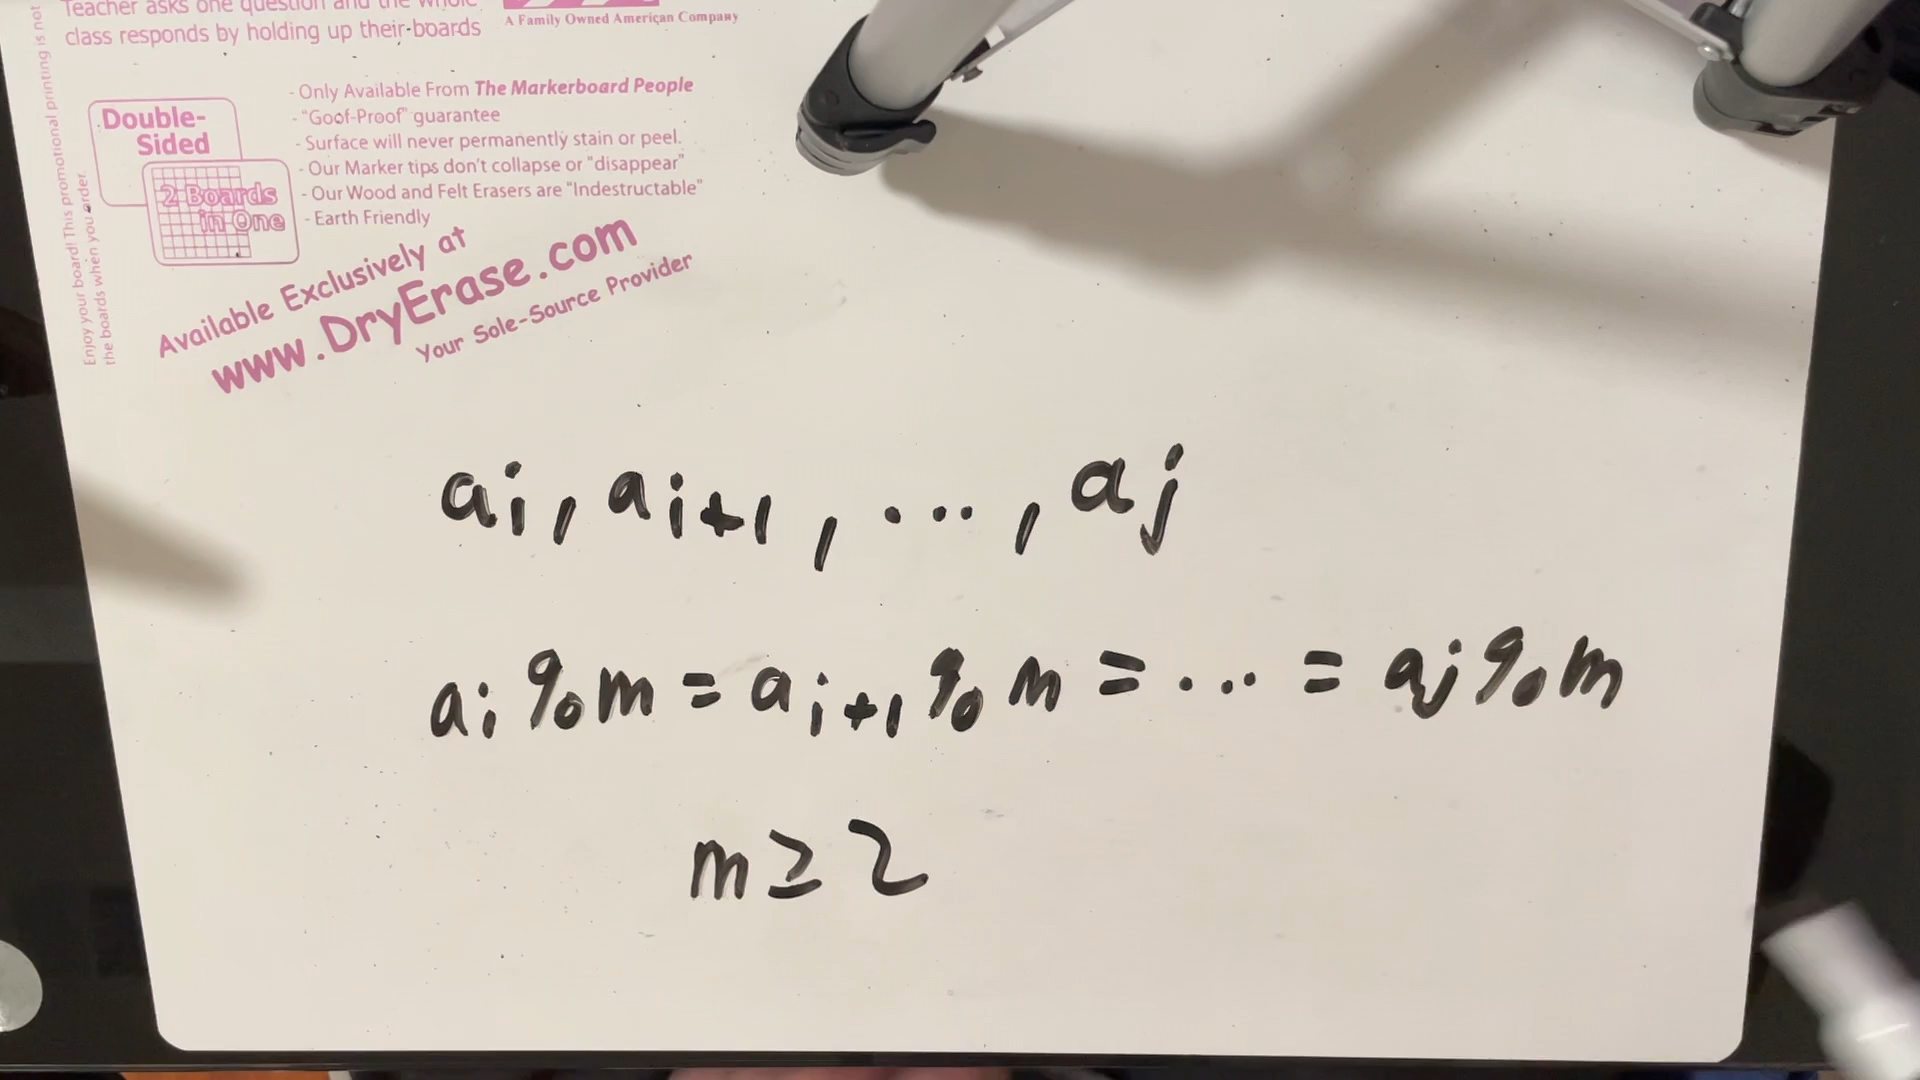 Teacher asks one question and the whole
class responds by holding up their boards
A Family Owned American Company
Enjoy your board! This promotional printing is not
the boards when you order.
Double-
Sided
2 Boards
in One
- Only Available From The Markerboard People
- "Goof-Proof" guarantee
- Surface will never permanently stain or peel.
- Our Marker tips don't collapse or "disappear"
- Our Wood and Felt Erasers are "Indestructable"
- Earth Friendly
Available Exclusively at
www.DryErase.com
Your Sole-Source Provider
ai, ai+1, ..., aj
ai%m = ai+1%m = ... = aj%m
m ≥ 2